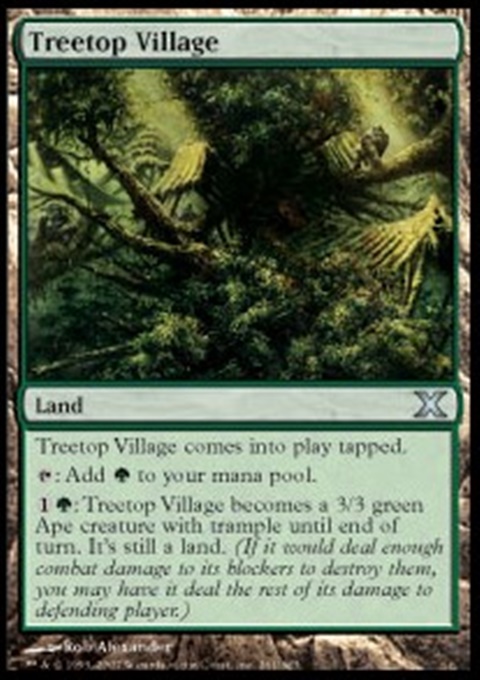 Treetop Village
Land
Treetop Village comes into play tapped.
: Add to your mana pool.
1 : Treetop Village becomes a 3/3 green
Ape creature with trample until end of
turn. It's still a land. (If it would deal enough
combat damage to its blockers to destroy them,
you may have it deal the rest of its damage to
defending player.)
Rob Alexander